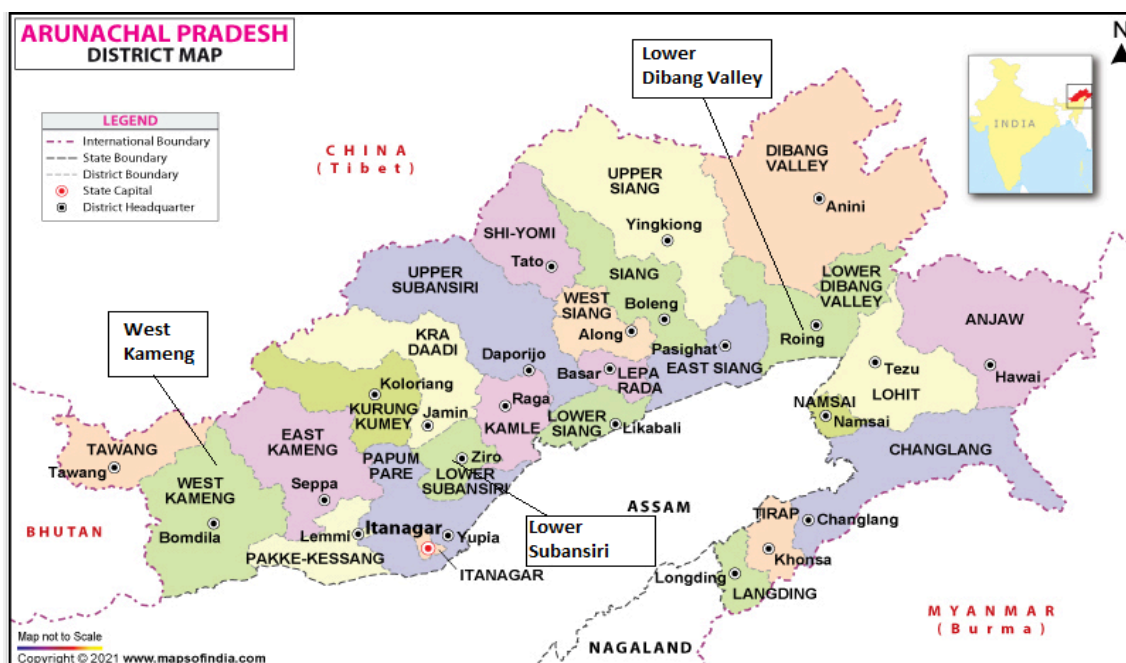 ARUNACHAL PRADESH
DISTRICT MAP
N
LEGEND
International Boundary
State Boundary
District Boundary
State Capital
District Headquarter
CHINA
(Tibet)
Lower
Dibang Valley
INDIA
DIBANG
VALLEY
Anini
UPPER
SIANG
Yingkiong
SHI-YOMI
Tato
SIANG
Boleng
UPPER
SUBANSIRI
WEST
SIANG
Along
LOWER
DIBANG
VALLEY
Roing
ANJAW
Hawai
West
Kameng
KRA
DAADI
Daporijo
Pasighat
EAST SIANG
Basar
LEPA
RADA
Tezu
LOHIT
Koloriang
KURUNG
KUMEY
Jamin
Raga
KAMLE
LOWER
SIANG
Likabali
NAMSAI
Namsai
CHANGLANG
TAWANG
Tawang
EAST
KAMENG
Seppa
PAPUM
PARE
Ziro
LOWER
SUBANSIRI
WEST
KAMENG
Bomdila
BHUTAN
Lemmi
PAKKE-KESSANG
Itanagar
Yupia
ITANAGAR
Lower
Subansiri
ASSAM
TIRAP
Changlang
Khonsa
Longding
LANGDING
NAGALAND
MYANMAR
(Burma)
Map not to Scale
Copyright © 2021 www.mapsofindia.com